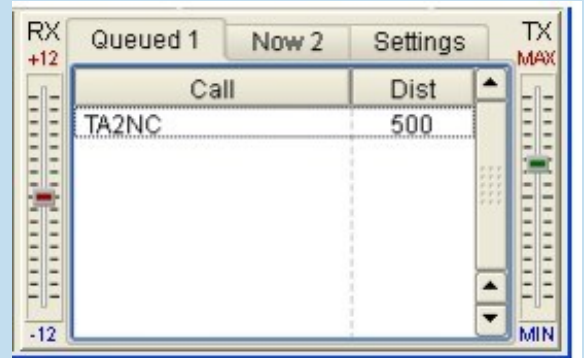 RX Queued 1 Now 2 Settings TX
+12 MAX
Call Dist
TA2NC 500
-12 MIN